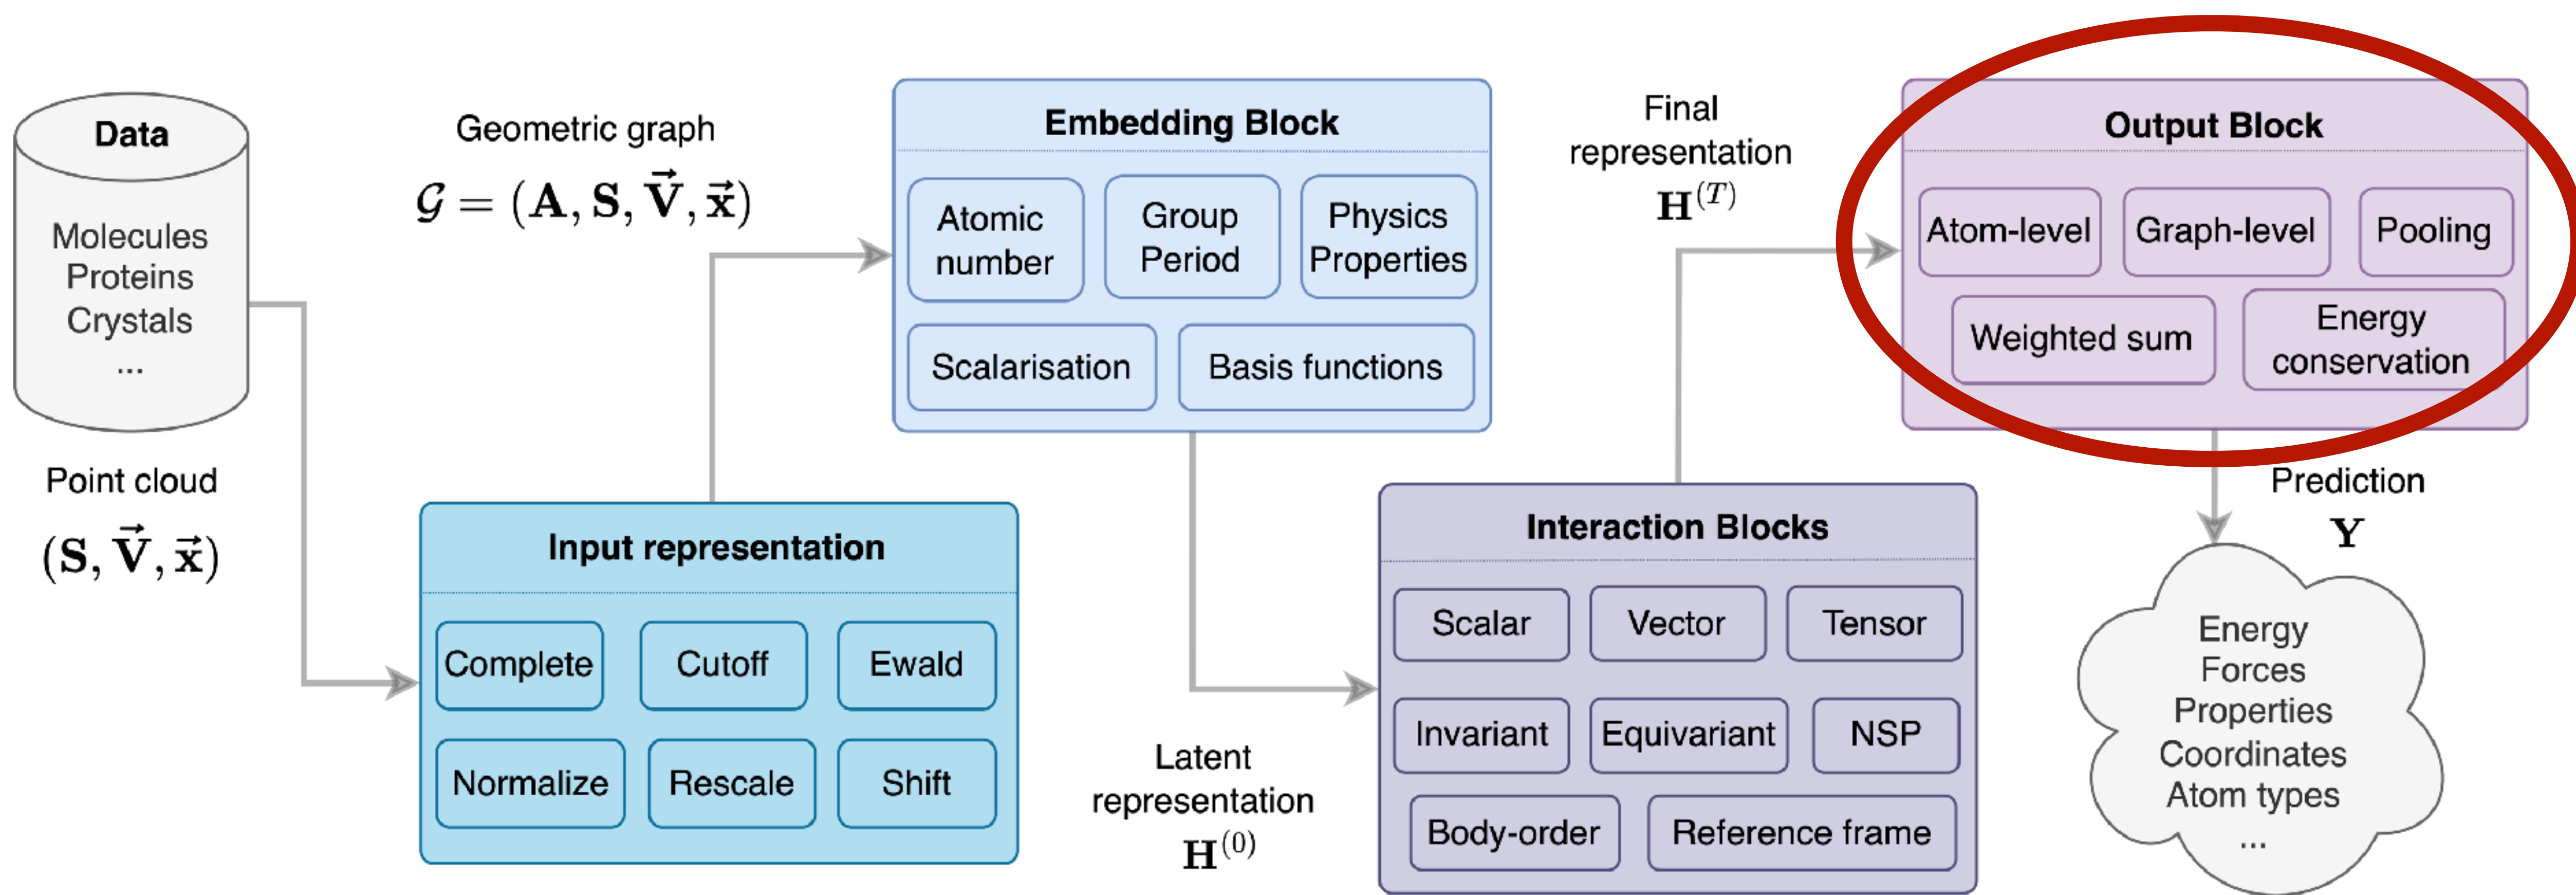 Data
Molecules
Proteins
Crystals
...
Point cloud
(S, V⃗, x⃗)
Input representation
Complete
Cutoff
Ewald
Normalize
Rescale
Shift
Geometric graph
𝒢 = (A, S, V⃗, x⃗)
Embedding Block
Atomic
number
Group
Period
Physics
Properties
Scalarisation
Basis functions
Latent
representation
H^(0)
Interaction Blocks
Scalar
Vector
Tensor
Invariant
Equivariant
NSP
Body-order
Reference frame
Final
representation
H^(T)
Output Block
Atom-level
Graph-level
Pooling
Weighted sum
Energy
conservation
Prediction
Y
Energy
Forces
Properties
Coordinates
Atom types
...